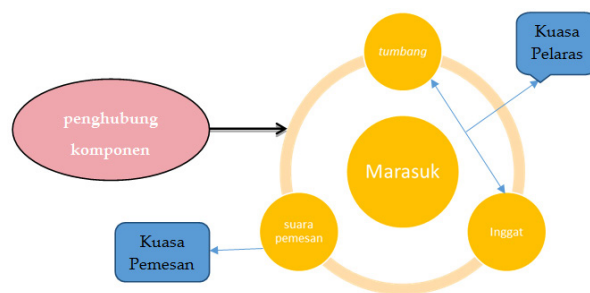 tumbang
Kuasa
Pelaras
penghubung
komponen
Marasuk
suara
pemesan
Inggat
Kuasa
Pemesan